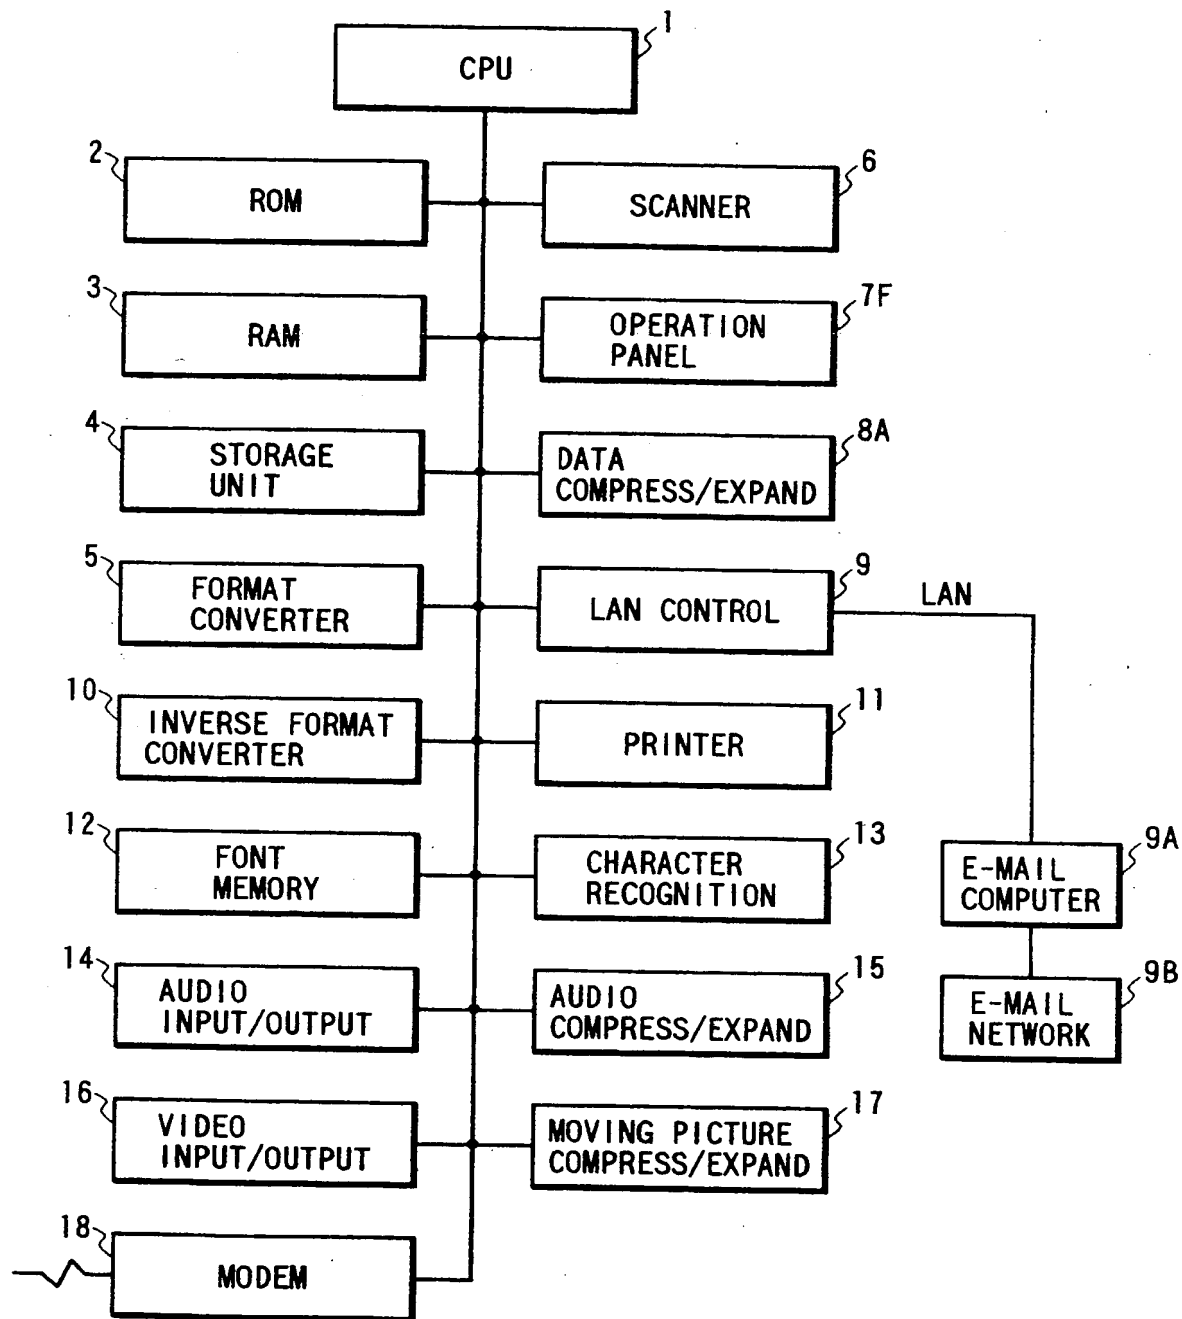 1
CPU
2
ROM
6
SCANNER
3
RAM
7F
OPERATION
PANEL
4
STORAGE
UNIT
8A
DATA
COMPRESS/EXPAND
5
FORMAT
CONVERTER
9
LAN CONTROL
LAN
10
INVERSE FORMAT
CONVERTER
11
PRINTER
12
FONT
MEMORY
13
CHARACTER
RECOGNITION
9A
E-MAIL
COMPUTER
14
AUDIO
INPUT/OUTPUT
15
AUDIO
COMPRESS/EXPAND
9B
E-MAIL
NETWORK
16
VIDEO
INPUT/OUTPUT
17
MOVING PICTURE
COMPRESS/EXPAND
18
MODEM